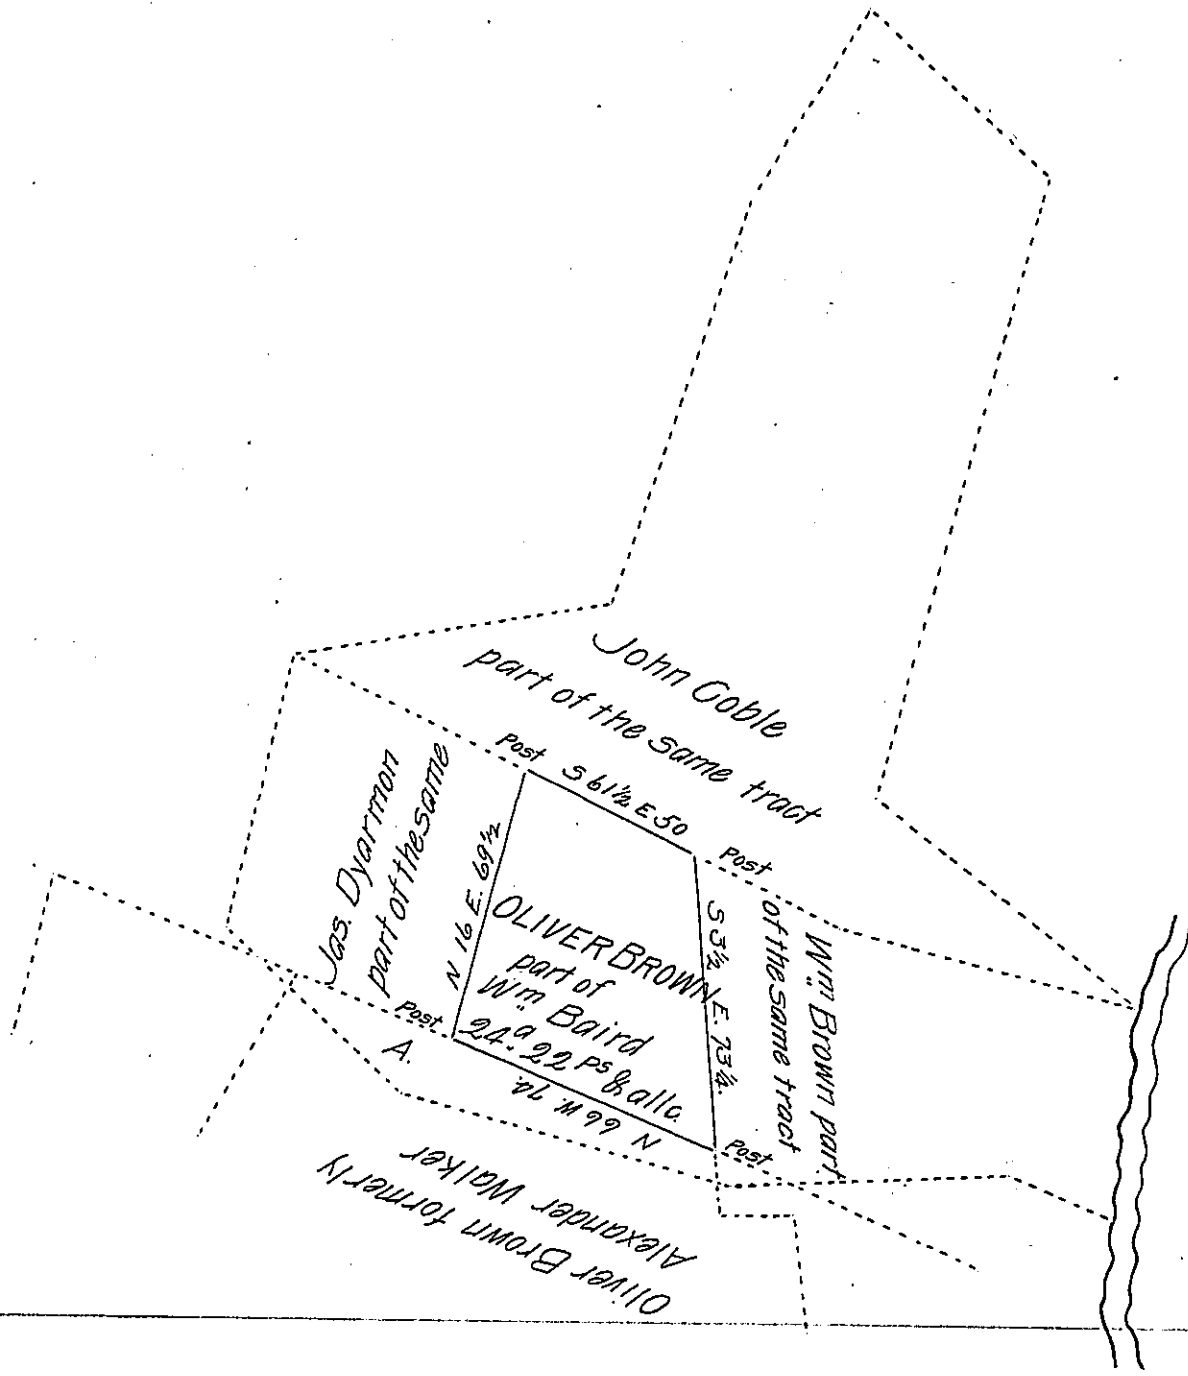 John Goble
part of the same tract
Post
S 61½ E 50
Post
Jas. Dyarmon
part of the same
N 16 E. 69½
OLIVER BROWN
part of
Wm Baird
24a. 22 ps & allc.
S 3½ E. 73¼
Wm Brown part
of the same tract
Post
A.
N 66 W. 74.
Post
Oliver Brown formerly
Alexander Walker